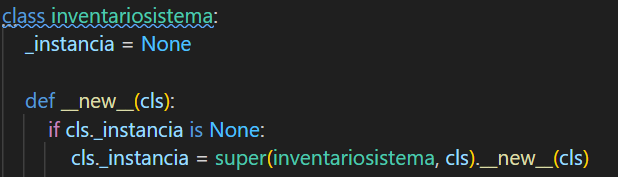 class inventariosistema:
    _instancia = None

    def __new__(cls):
        if cls._instancia is None:
            cls._instancia = super(inventariosistema, cls).__new__(cls)